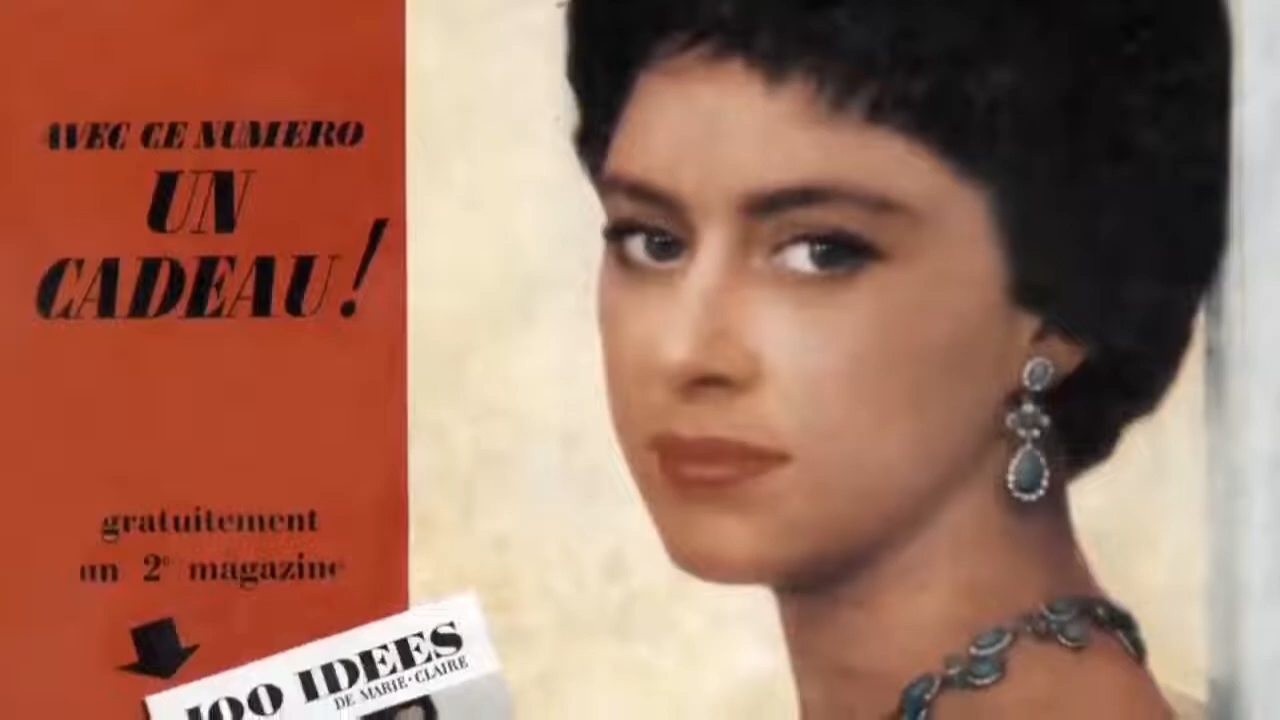 AVEC CE NUMERO
UN
CADEAU!
gratuitement
un 2e magazine
100 IDEES
DE MARIE•CLAIRE